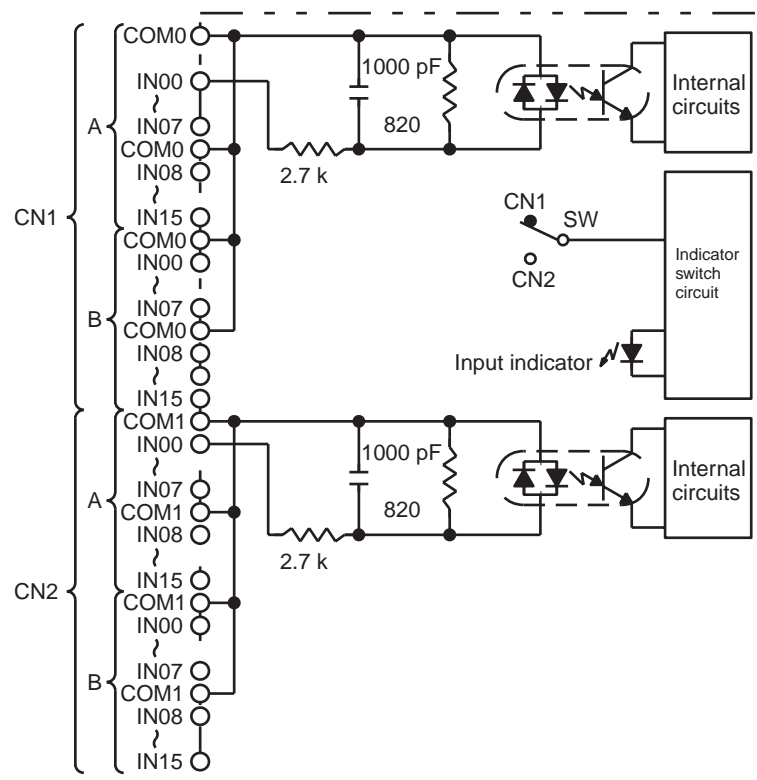 COM0
IN00
~
IN07
COM0
IN08
~
IN15
COM0
IN00
~
IN07
COM0
IN08
~
IN15
COM1
IN00
~
IN07
COM1
IN08
~
IN15
COM1
IN00
~
IN07
COM1
IN08
~
IN15
A
B
A
B
CN1
CN2
1000 pF
820
2.7 k
Internal
circuits
CN1
SW
CN2
Indicator
switch
circuit
Input indicator
1000 pF
820
2.7 k
Internal
circuits